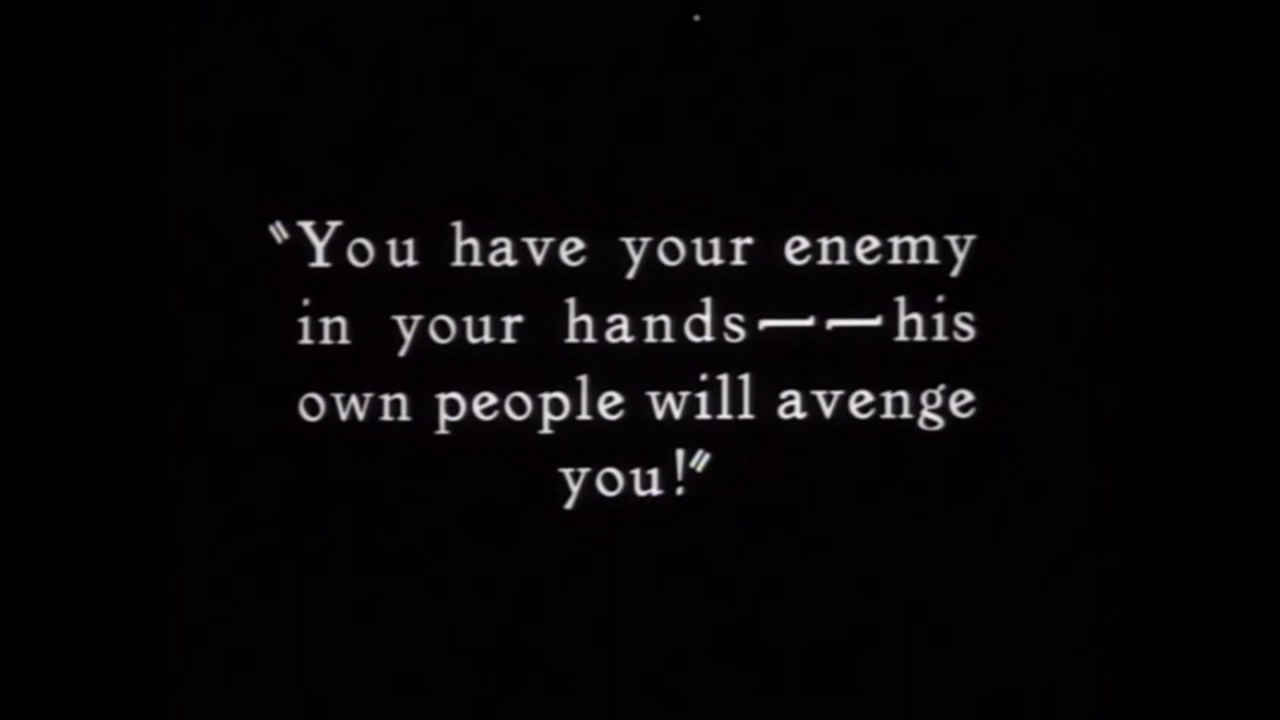 "You have your enemy
in your hands——his
own people will avenge
you!"